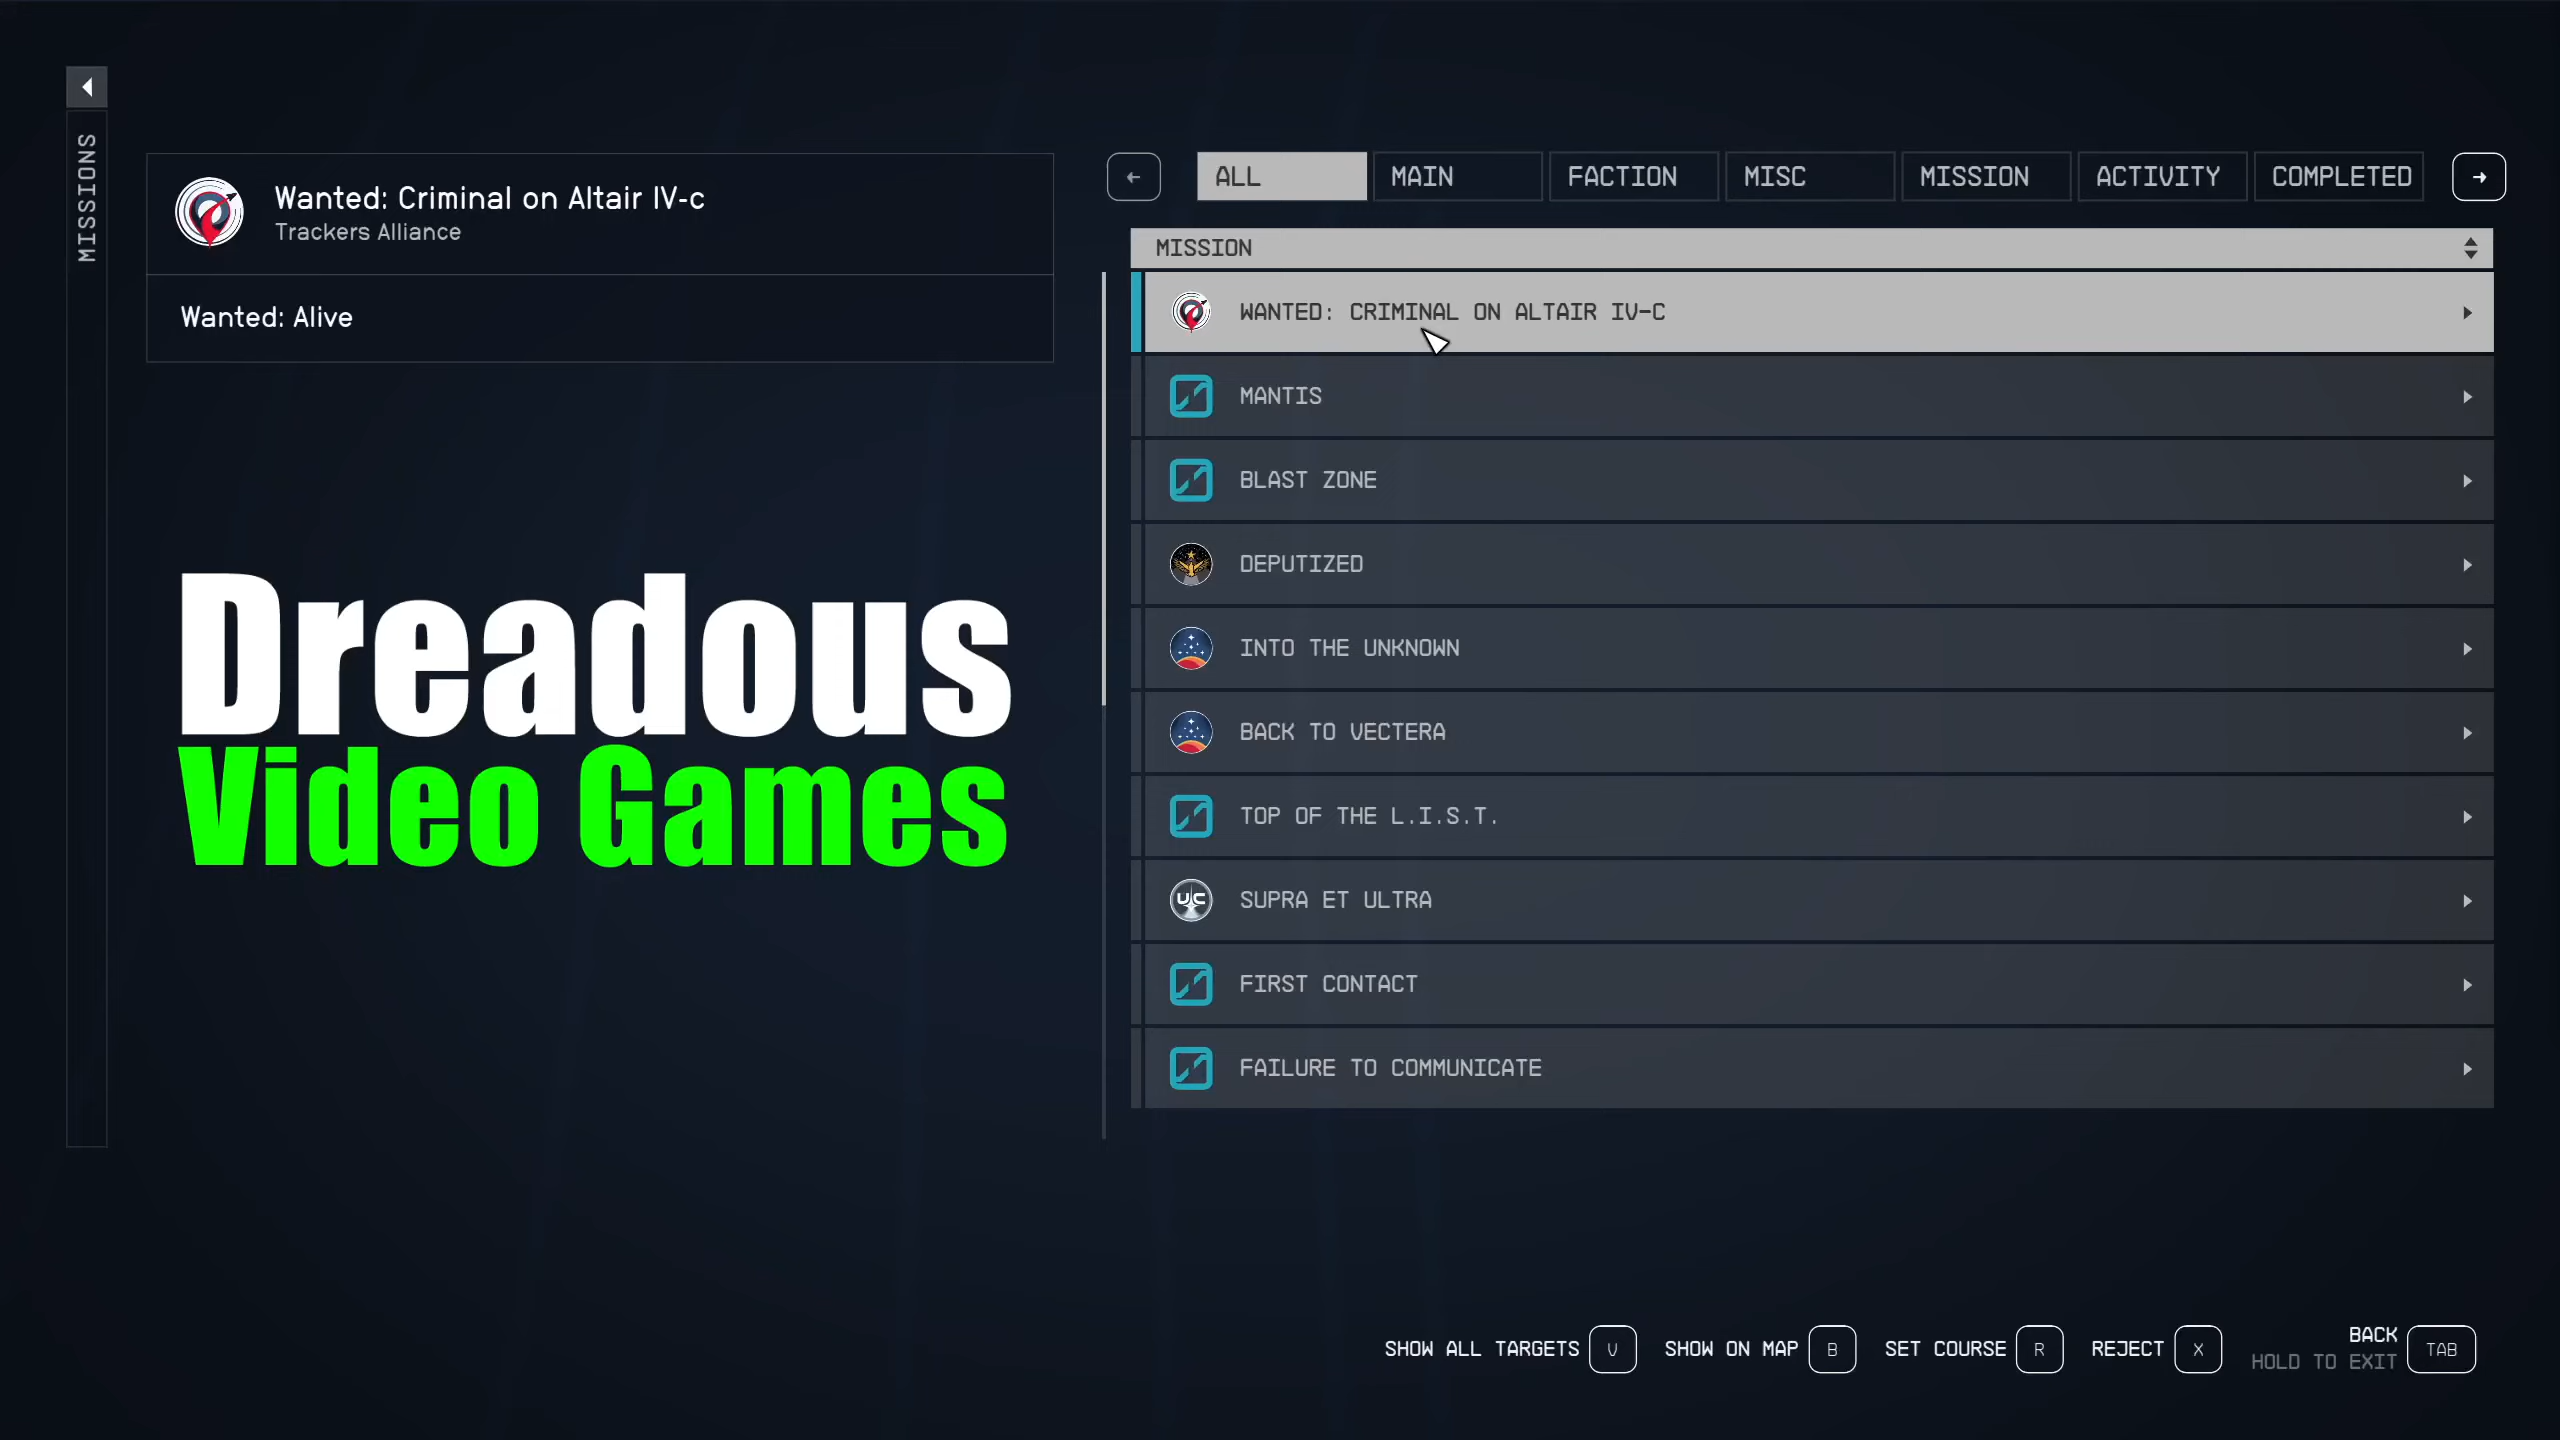 MISSIONS
Wanted: Criminal on Altair IV-c
Trackers Alliance
Wanted: Alive
Dreadous
Video Games
ALL
MAIN
FACTION
MISC
MISSION
ACTIVITY
COMPLETED
MISSION
WANTED: CRIMINAL ON ALTAIR IV-C
MANTIS
BLAST ZONE
DEPUTIZED
INTO THE UNKNOWN
BACK TO VECTERA
TOP OF THE L.I.S.T.
UC
SUPRA ET ULTRA
FIRST CONTACT
FAILURE TO COMMUNICATE
SHOW ALL TARGETS V
SHOW ON MAP B
SET COURSE R
REJECT X
BACK
HOLD TO EXIT
TAB